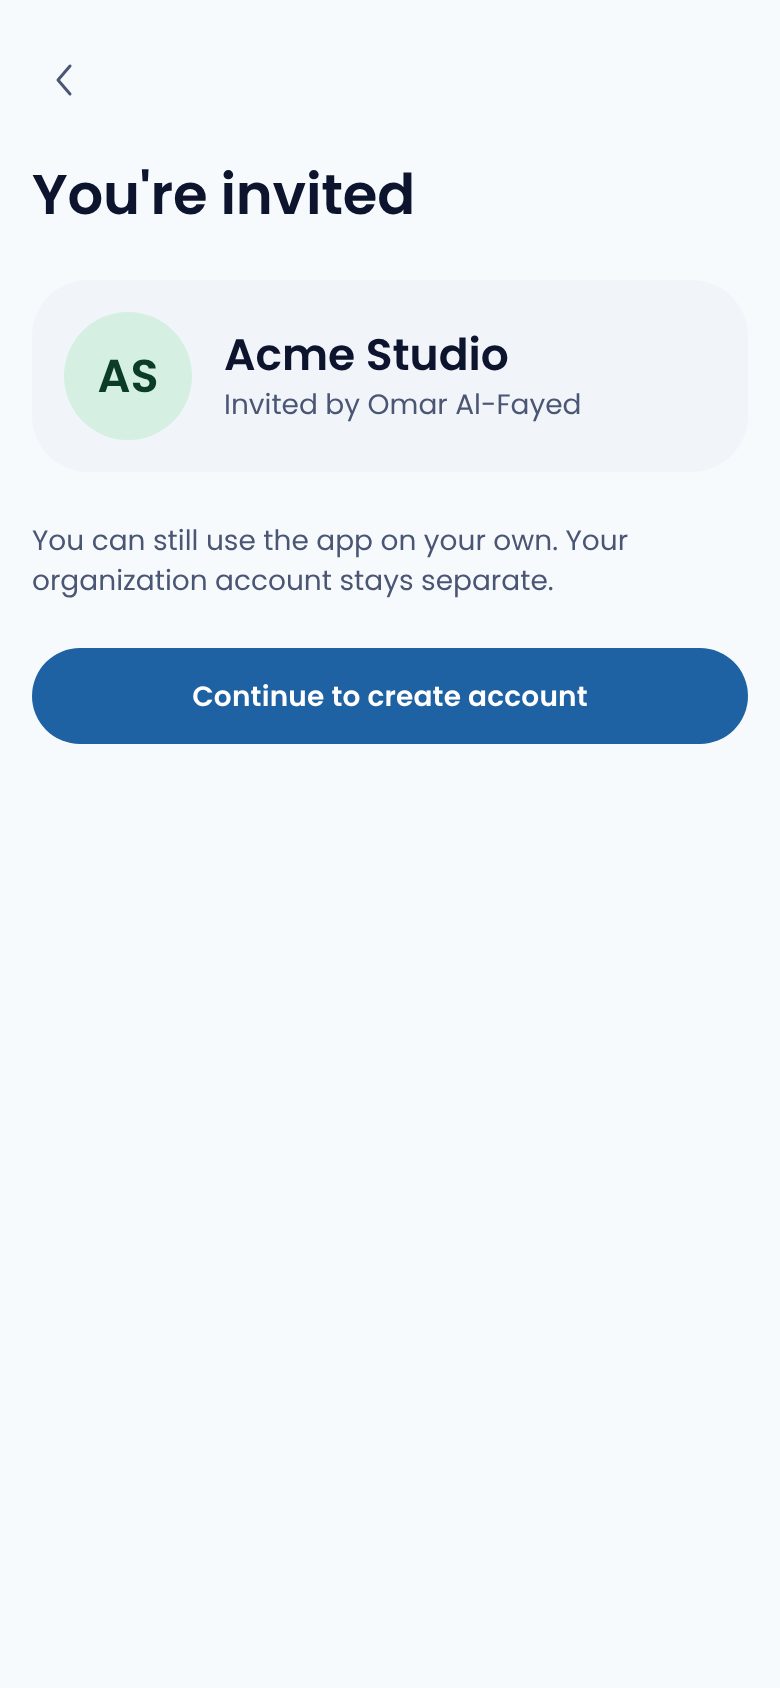 You're invited
AS
Acme Studio
Invited by Omar Al-Fayed
You can still use the app on your own. Your
organization account stays separate.
Continue to create account